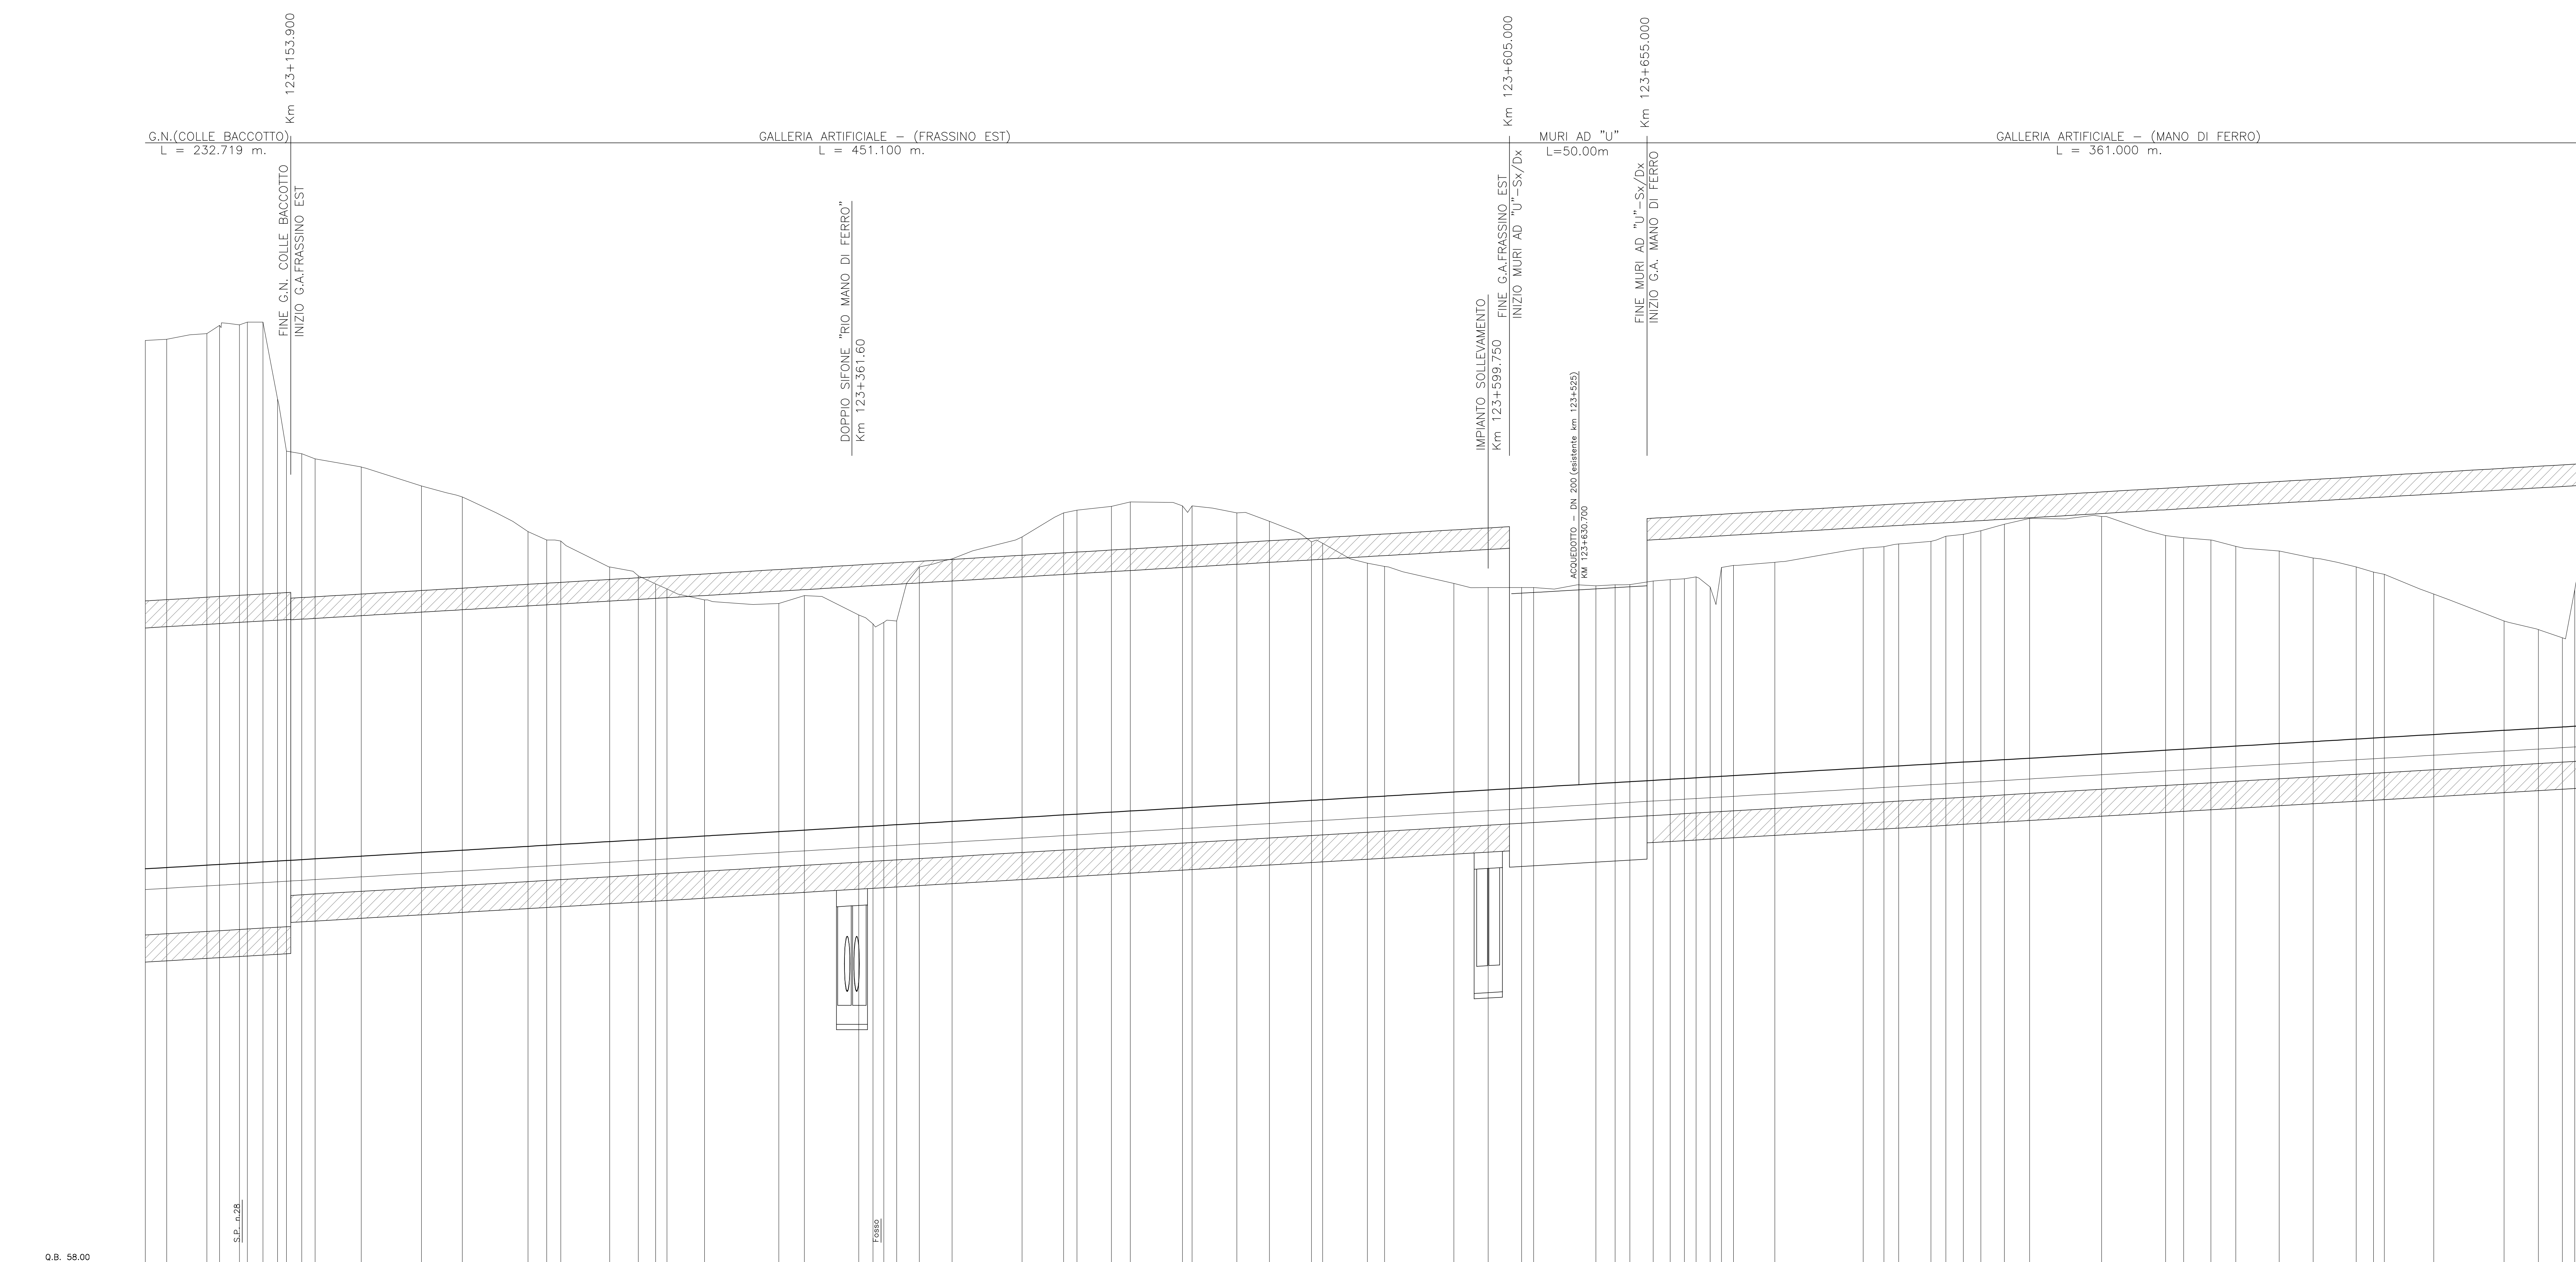 Km 123+153.900
Km 123+605.000
Km 123+655.000
G.N.(COLLE BACCOTTO)
L = 232.719 m.
GALLERIA ARTIFICIALE - (FRASSINO EST)
L = 451.100 m.
MURI AD "U"
L=50.00m
GALLERIA ARTIFICIALE - (MANO DI FERRO)
L = 361.000 m.
FINE G.N. COLLE BACCOTTO
INIZIO G.A.FRASSINO EST
DOPPIO SIFONE "RIO MANO DI FERRO"
Km 123+361.60
IMPIANTO SOLLEVAMENTO
Km 123+599.750
FINE G.A.FRASSINO EST
INIZIO MURI AD "U"-Sx/Dx
ACQUEDOTTO - DN 200 (esistente km 123+525)
KM 123+630.700
FINE MURI AD "U"-Sx/Dx
INIZIO G.A. MANO DI FERRO
S.P. n.28
Fosso
Q.B. 58.00